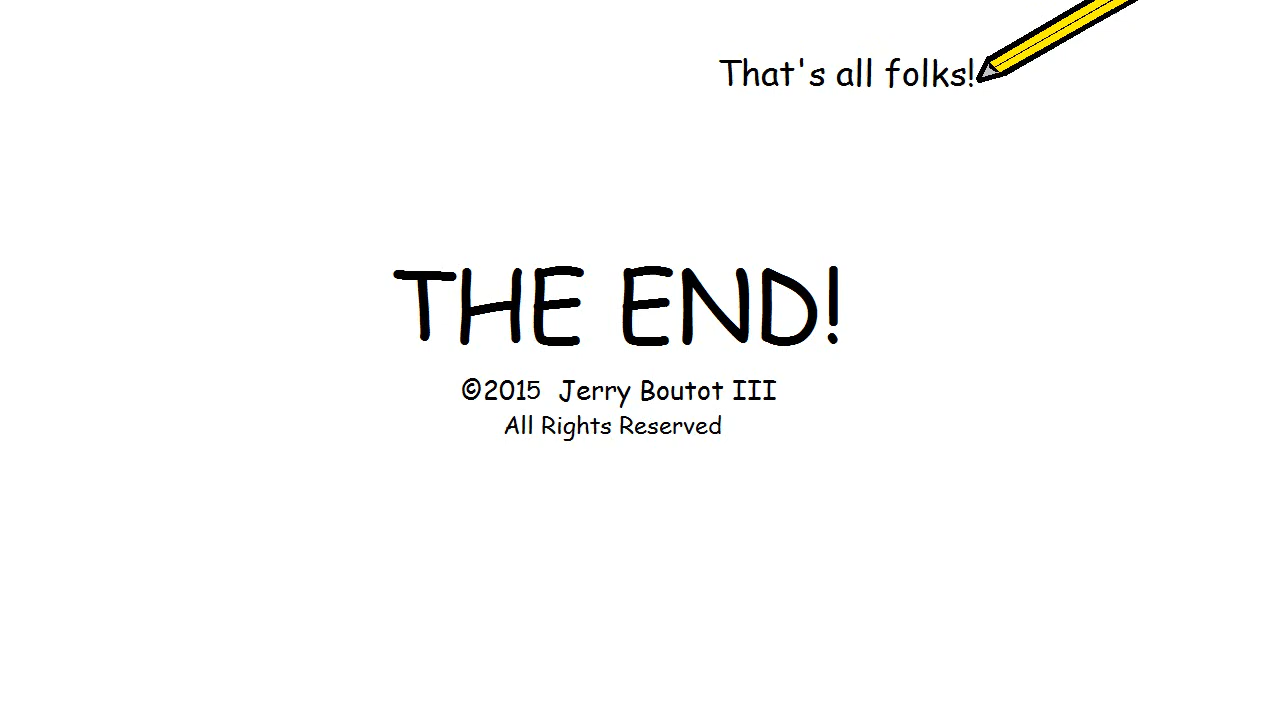 That's all folks!
THE END!
©2015 Jerry Boutot III
All Rights Reserved